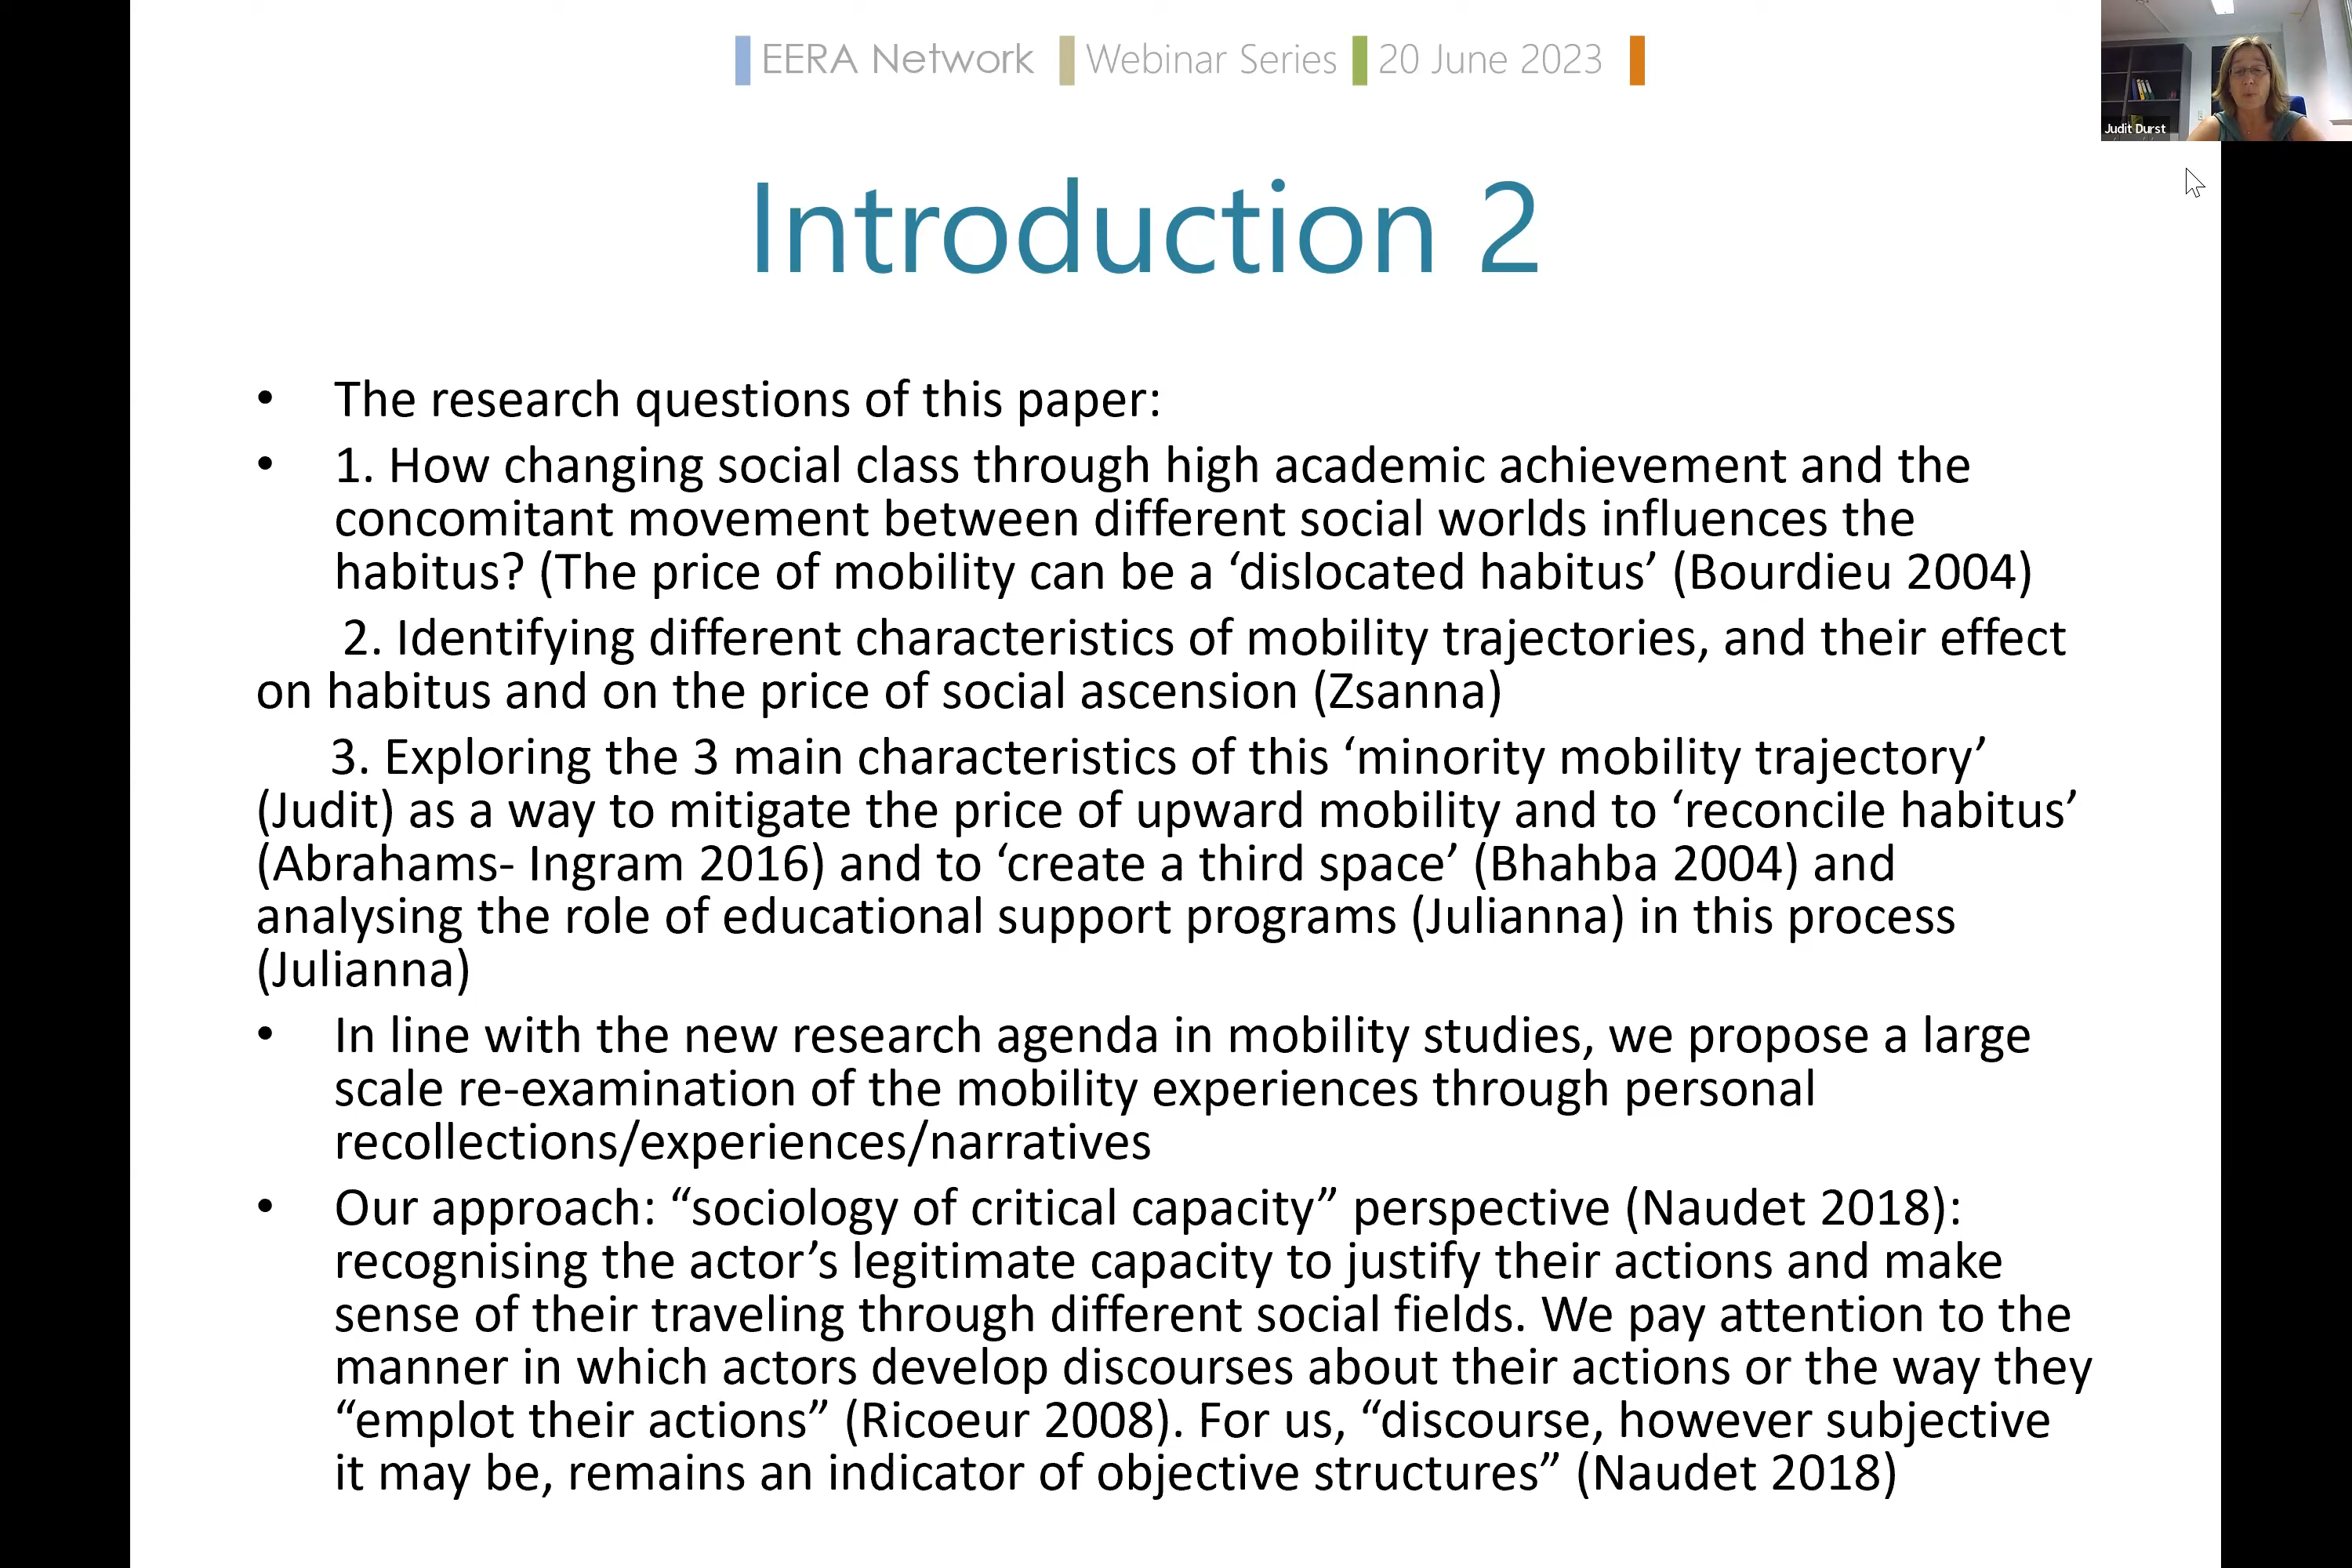 EERA Network Webinar Series 20 June 2023
Judit Durst
Introduction 2
• The research questions of this paper:
• 1. How changing social class through high academic achievement and the
concomitant movement between different social worlds influences the
habitus? (The price of mobility can be a ‘dislocated habitus’ (Bourdieu 2004)
2. Identifying different characteristics of mobility trajectories, and their effect
on habitus and on the price of social ascension (Zsanna)
3. Exploring the 3 main characteristics of this ‘minority mobility trajectory’
(Judit) as a way to mitigate the price of upward mobility and to ‘reconcile habitus’
(Abrahams- Ingram 2016) and to ‘create a third space’ (Bhahba 2004) and
analysing the role of educational support programs (Julianna) in this process
(Julianna)
• In line with the new research agenda in mobility studies, we propose a large
scale re-examination of the mobility experiences through personal
recollections/experiences/narratives
• Our approach: “sociology of critical capacity” perspective (Naudet 2018):
recognising the actor’s legitimate capacity to justify their actions and make
sense of their traveling through different social fields. We pay attention to the
manner in which actors develop discourses about their actions or the way they
“emplot their actions” (Ricoeur 2008). For us, “discourse, however subjective
it may be, remains an indicator of objective structures” (Naudet 2018)